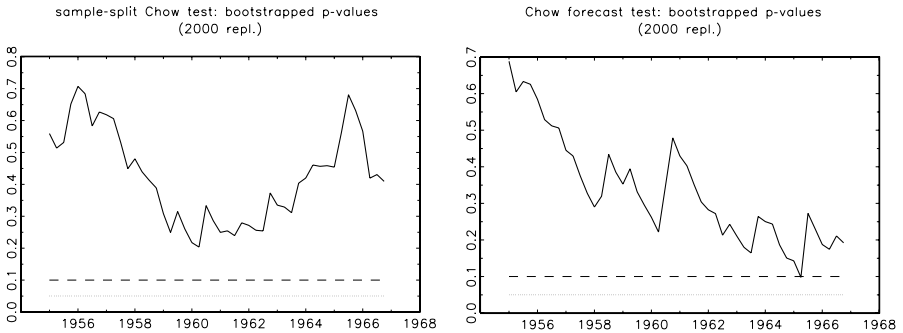 sample-split Chow test: bootstrapped p-values
(2000 repl.)
0.8
0.7
0.6
0.5
0.4
0.3
0.2
0.1
0.0
1956 1958 1960 1962 1964 1966 1968
Chow forecast test: bootstrapped p-values
(2000 repl.)
0.7
0.6
0.5
0.4
0.3
0.2
0.1
0.0
1956 1958 1960 1962 1964 1966 1968